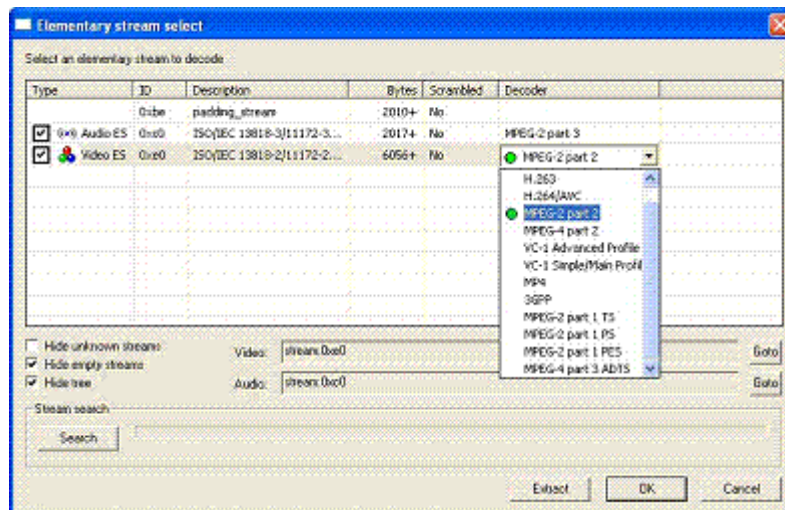 Elementary stream select
Select an elementary stream to decode
Type ID Description Bytes Scrambled Decoder
0xbe padding_stream 2010+ No
Audio ES 0xc0 ISO/IEC 13818-3/11172-3... 2017+ No MPEG-2 part 3
Video ES 0xe0 ISO/IEC 13818-2/11172-2... 6056+ No MPEG-2 part 2
H.263
H.264/AVC
MPEG-2 part 2
MPEG-4 part 2
VC-1 Advanced Profile
VC-1 Simple/Main Profil
MP4
3GPP
MPEG-2 part 1 TS
MPEG-2 part 1 PS
MPEG-2 part 1 PES
MPEG-4 part 3 ADTS
Hide unknown streams
Hide empty streams
Hide tree
Video: stream:0xe0 Goto
Audio: stream:0xc0 Goto
Stream search
Search
Extract OK Cancel